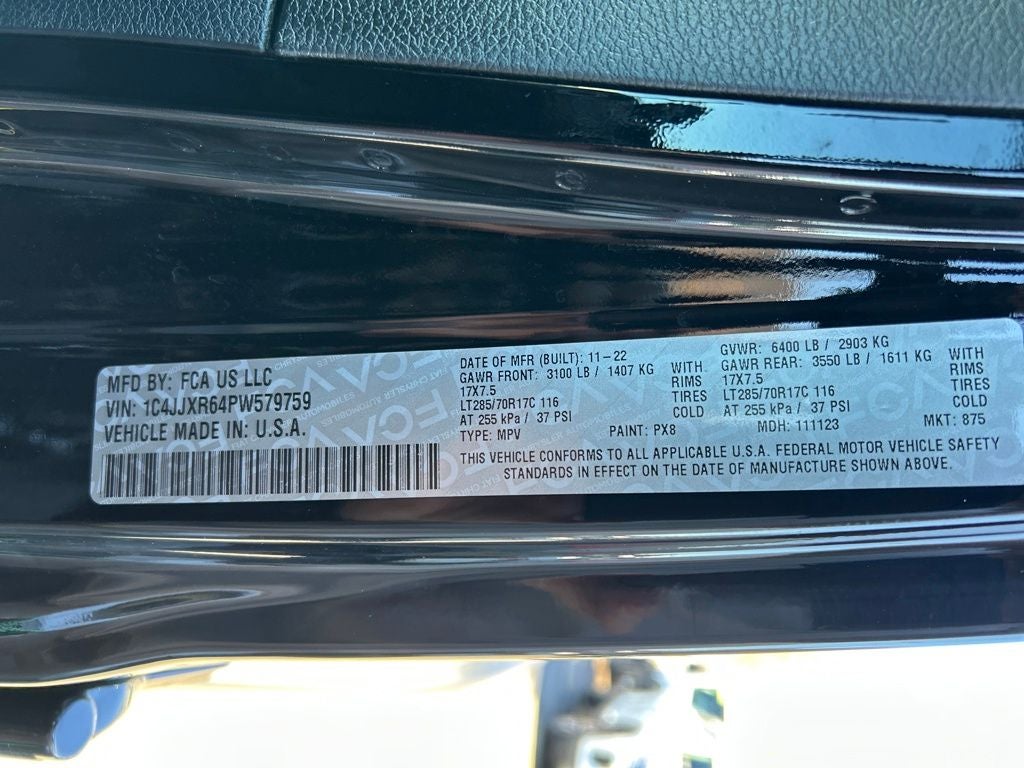 MFD BY: FCA US LLC
VIN: 1C4JJXR64PW579759
VEHICLE MADE IN: U.S.A.
DATE OF MFR (BUILT): 11-22
GAWR FRONT: 3100 LB / 1407 KG WITH.
17X7.5 RIMS
LT285/70R17C 116 TIRES
AT 255 kPa / 37 PSI COLD
TYPE: MPV PAINT: PX8
GVWR: 6400 LB / 2903 KG
GAWR REAR: 3550 LB / 1611 KG WITH
17X7.5 RIMS
LT285/70R17C 116 TIRES
AT 255 kPa / 37 PSI COLD
MDH: 111123 MKT: 875
THIS VEHICLE CONFORMS TO ALL APPLICABLE U.S.A. FEDERAL MOTOR VEHICLE SAFETY
STANDARDS IN EFFECT ON THE DATE OF MANUFACTURE SHOWN ABOVE.